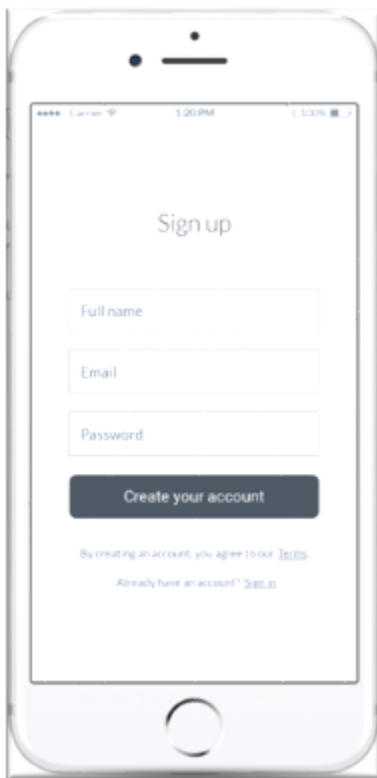 Carrier 1:20 PM 100%
Sign up
Full name
Email
Password
Create your account
By creating an account, you agree to our Terms
Already have an account? Sign in